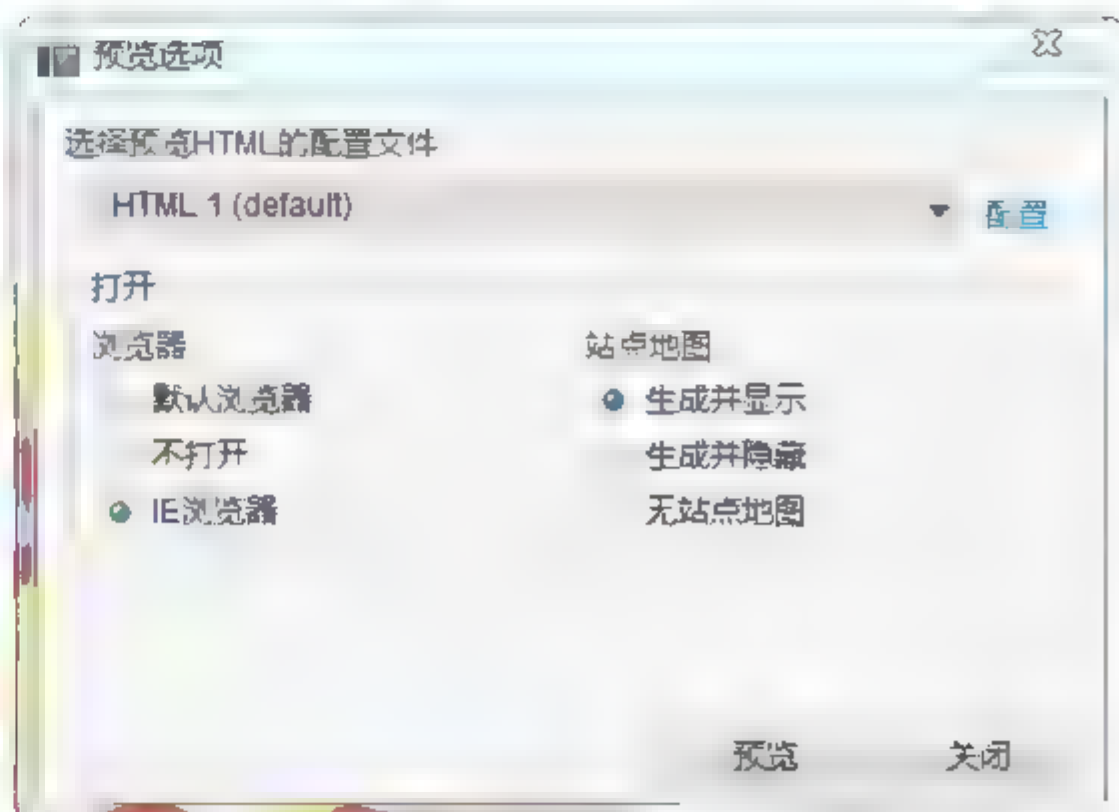 预览选项
选择预览HTML的配置文件
HTML 1 (default)
配置
打开
浏览器
站点地图
默认浏览器
生成并显示
不打开
生成并隐藏
IE浏览器
无站点地图
预览
关闭